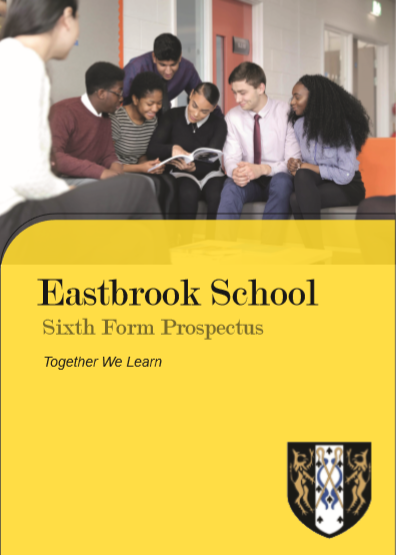 Eastbrook School
Sixth Form Prospectus
Together We Learn